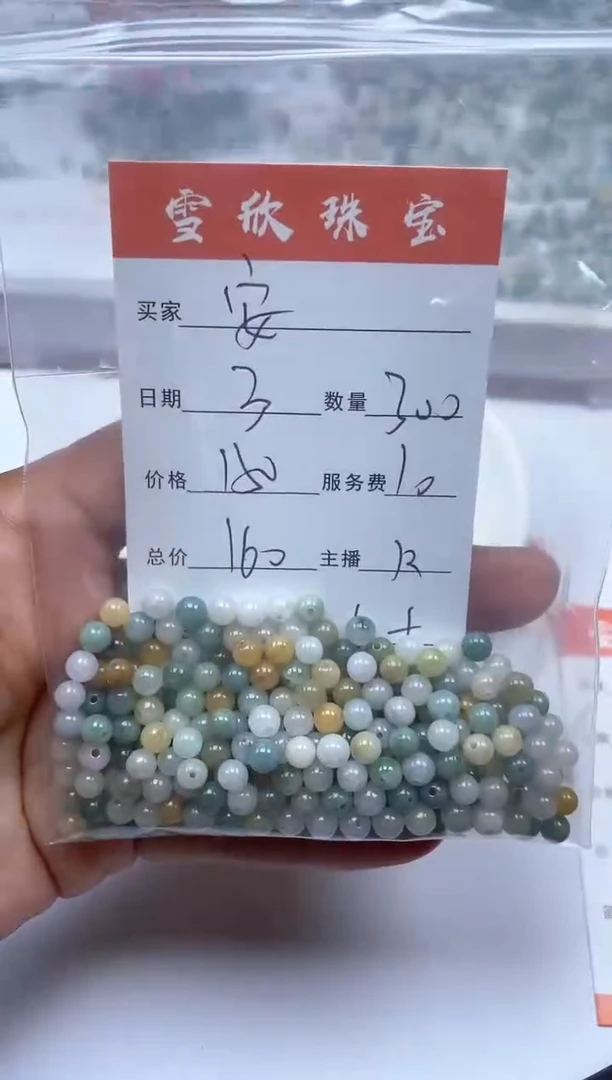 雪欣珠宝
买家 安
日期 3 数量 300
价格 150 服务费 10
总价 160 主播